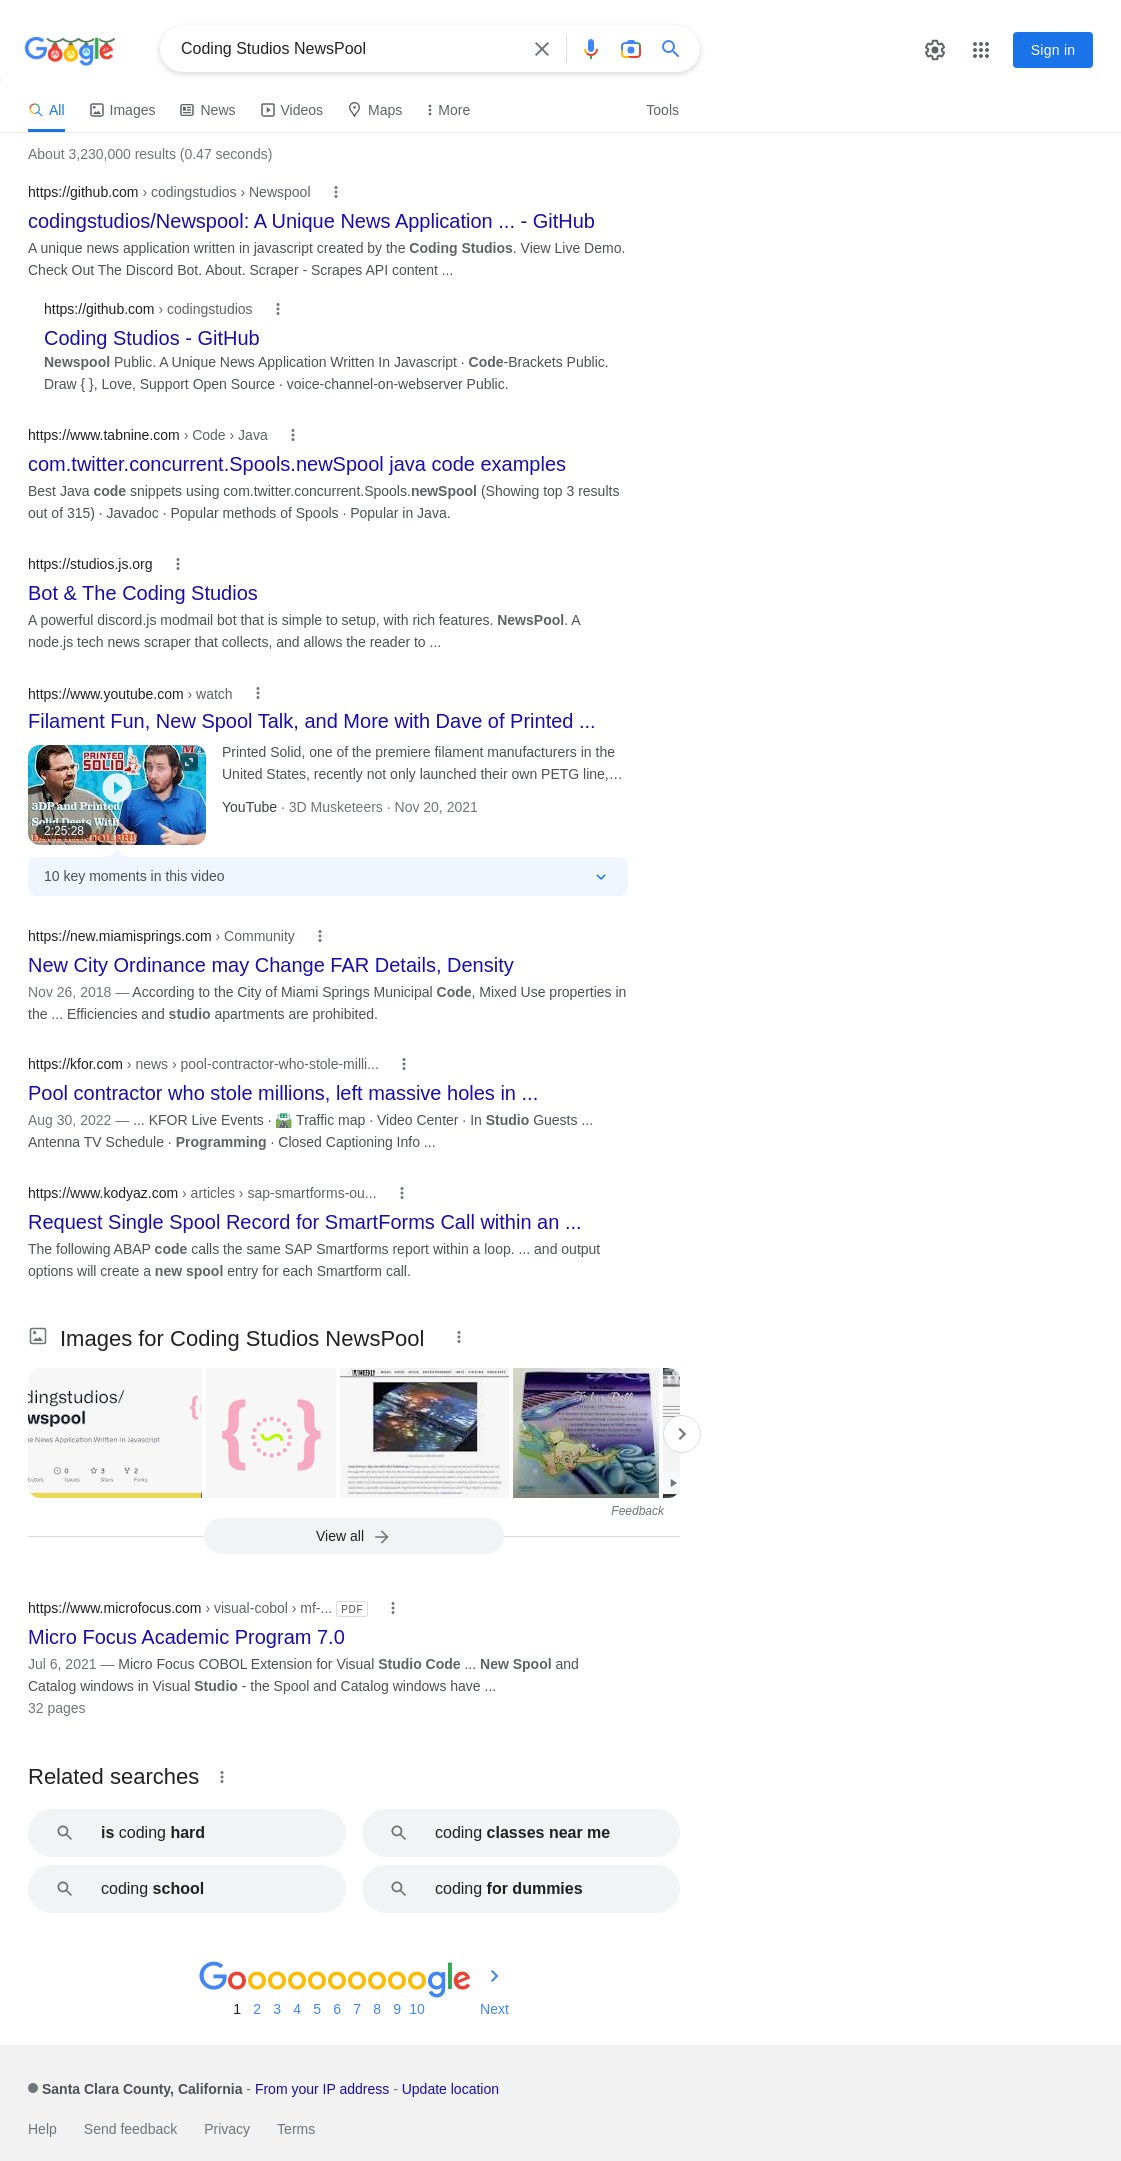 Google
Coding Studios NewsPool
Sign in
All
Images
News
Videos
Maps
More
Tools
About 3,230,000 results (0.47 seconds)
https://github.com › codingstudios › Newspool
codingstudios/Newspool: A Unique News Application ... - GitHub
A unique news application written in javascript created by the Coding Studios. View Live Demo.
Check Out The Discord Bot. About. Scraper - Scrapes API content ...
https://github.com › codingstudios
Coding Studios - GitHub
Newspool Public. A Unique News Application Written In Javascript · Code-Brackets Public.
Draw { }, Love, Support Open Source · voice-channel-on-webserver Public.
https://www.tabnine.com › Code › Java
com.twitter.concurrent.Spools.newSpool java code examples
Best Java code snippets using com.twitter.concurrent.Spools.newSpool (Showing top 3 results
out of 315) · Javadoc · Popular methods of Spools · Popular in Java.
https://studios.js.org
Bot & The Coding Studios
A powerful discord.js modmail bot that is simple to setup, with rich features. NewsPool. A
node.js tech news scraper that collects, and allows the reader to ...
https://www.youtube.com › watch
Filament Fun, New Spool Talk, and More with Dave of Printed ...
PRINTED
SOLID
3DP and Printed
Solid Deets With
2:25:28
Printed Solid, one of the premiere filament manufacturers in the
United States, recently not only launched their own PETG line,...
YouTube · 3D Musketeers · Nov 20, 2021
10 key moments in this video
https://new.miamisprings.com › Community
New City Ordinance may Change FAR Details, Density
Nov 26, 2018 — According to the City of Miami Springs Municipal Code, Mixed Use properties in
the ... Efficiencies and studio apartments are prohibited.
https://kfor.com › news › pool-contractor-who-stole-milli...
Pool contractor who stole millions, left massive holes in ...
Aug 30, 2022 — ... KFOR Live Events · 🛣️ Traffic map · Video Center · In Studio Guests ...
Antenna TV Schedule · Programming · Closed Captioning Info ...
https://www.kodyaz.com › articles › sap-smartforms-ou...
Request Single Spool Record for SmartForms Call within an ...
The following ABAP code calls the same SAP Smartforms report within a loop. ... and output
options will create a new spool entry for each Smartform call.
Images for Coding Studios NewsPool
dingstudios/
wspool
e News Application Written In Javascript
0
3
2
utors
Issues
Stars
Forks
{ }
Feedback
View all
https://www.microfocus.com › visual-cobol › mf-... PDF
Micro Focus Academic Program 7.0
Jul 6, 2021 — Micro Focus COBOL Extension for Visual Studio Code ... New Spool and
Catalog windows in Visual Studio - the Spool and Catalog windows have ...
32 pages
Related searches
is coding hard
coding classes near me
coding school
coding for dummies
Goooooooooogle
1 2 3 4 5 6 7 8 9 10 Next
Santa Clara County, California - From your IP address - Update location
Help Send feedback Privacy Terms